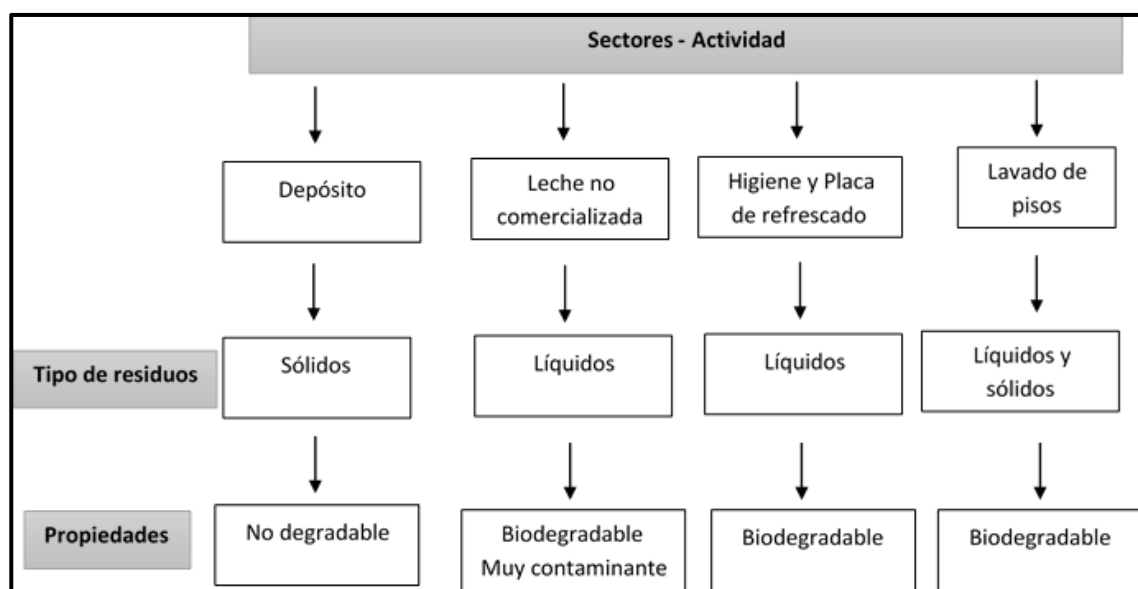 Sectores - Actividad
Depósito
Leche no
comercializada
Higiene y Placa
de refrescado
Lavado de
pisos
Tipo de residuos
Sólidos
Líquidos
Líquidos
Líquidos y
sólidos
Propiedades
No degradable
Biodegradable
Muy contaminante
Biodegradable
Biodegradable